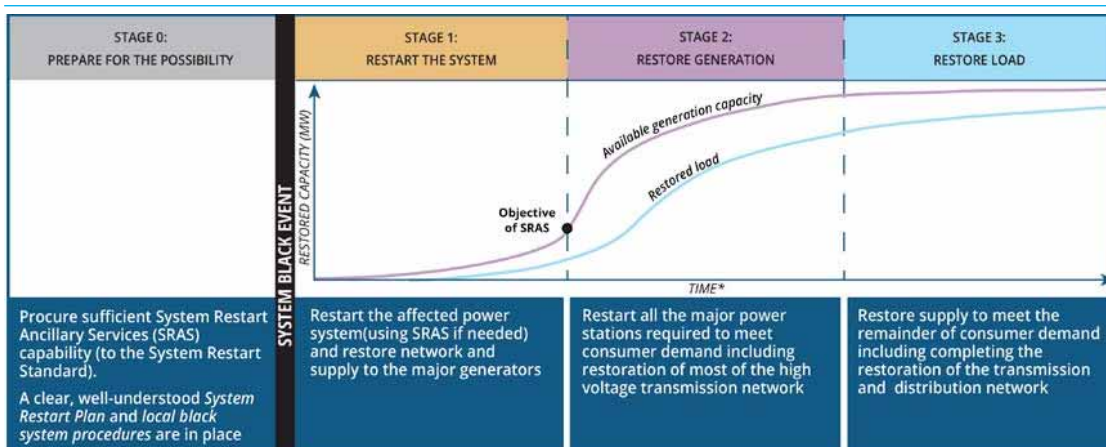 STAGE 0:
PREPARE FOR THE POSSIBILITY
SYSTEM BLACK EVENT
STAGE 1:
RESTART THE SYSTEM
STAGE 2:
RESTORE GENERATION
STAGE 3:
RESTORE LOAD
RESTORED CAPACITY (MW)
Available generation capacity
Restored load
Objective
of SRAS
TIME*
Procure sufficient System Restart
Ancillary Services (SRAS)
capability (to the System Restart
Standard).
A clear, well-understood System
Restart Plan and local black
system procedures are in place
Restart the affected power
system(using SRAS if needed)
and restore network and
supply to the major generators
Restart all the major power
stations required to meet
consumer demand including
restoration of most of the high
voltage transmission network
Restore supply to meet the
remainder of consumer demand
including completing the
restoration of the transmission
and distribution network